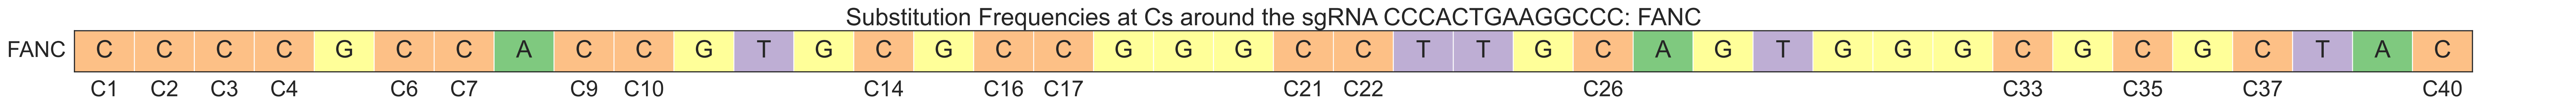 Substitution Frequencies at Cs around the sgRNA CCCACTGAAGGCCC: FANC
FANC C C C C G C C A C C G T G C G C C G G G C C T T G C A G T G G G C G C G C T A C
C1 C2 C3 C4 C6 C7 C9 C10 C14 C16 C17 C21 C22 C26 C33 C35 C37 C40